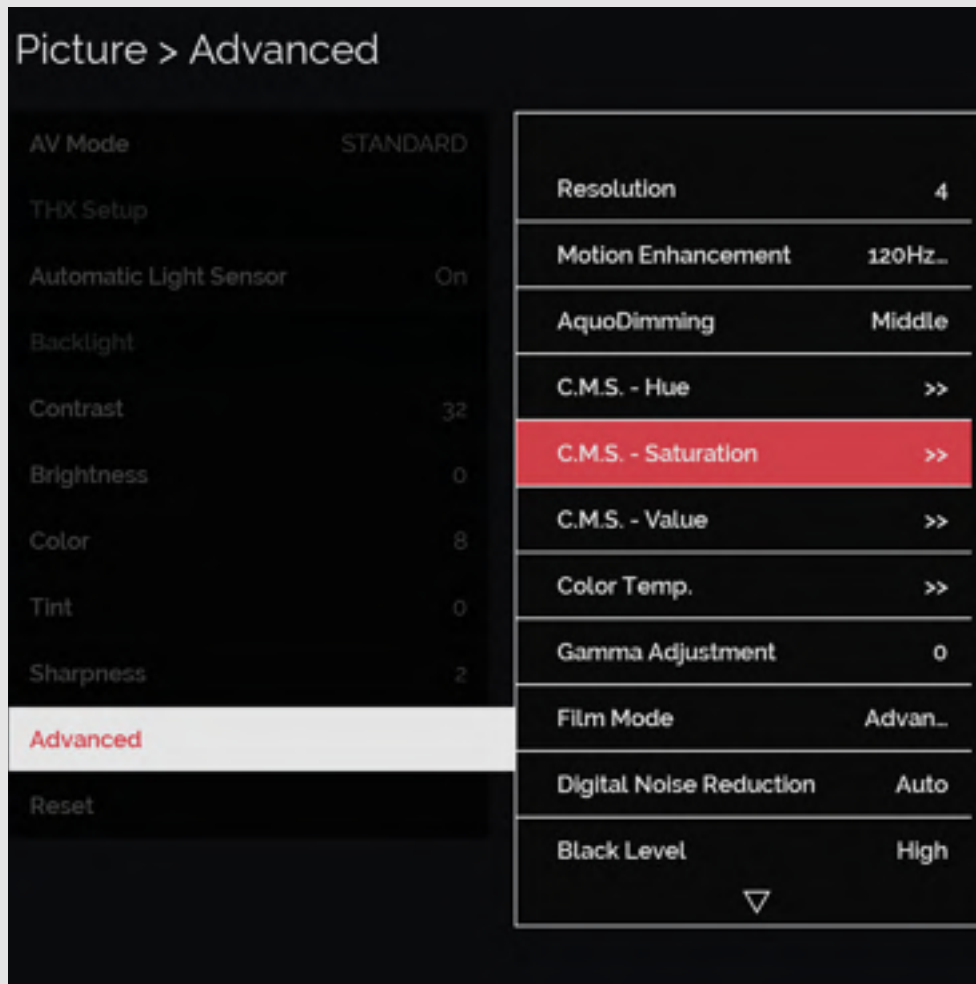 Picture > Advanced
AV Mode STANDARD
THX Setup
Automatic Light Sensor On
Backlight
Contrast 32
Brightness 0
Color 8
Tint 0
Sharpness 2
Advanced
Reset
Resolution 4
Motion Enhancement 120Hz...
AquoDimming Middle
C.M.S. - Hue >>
C.M.S. - Saturation >>
C.M.S. - Value >>
Color Temp. >>
Gamma Adjustment 0
Film Mode Advan...
Digital Noise Reduction Auto
Black Level High